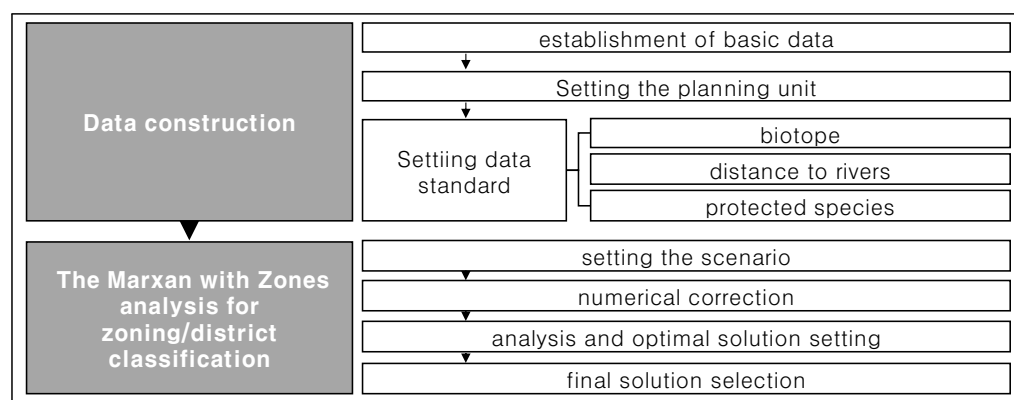 Data construction
establishment of basic data
Setting the planning unit
Settiing data
standard
biotope
distance to rivers
protected species
The Marxan with Zones
analysis for
zoning/district
classification
setting the scenario
numerical correction
analysis and optimal solution setting
final solution selection